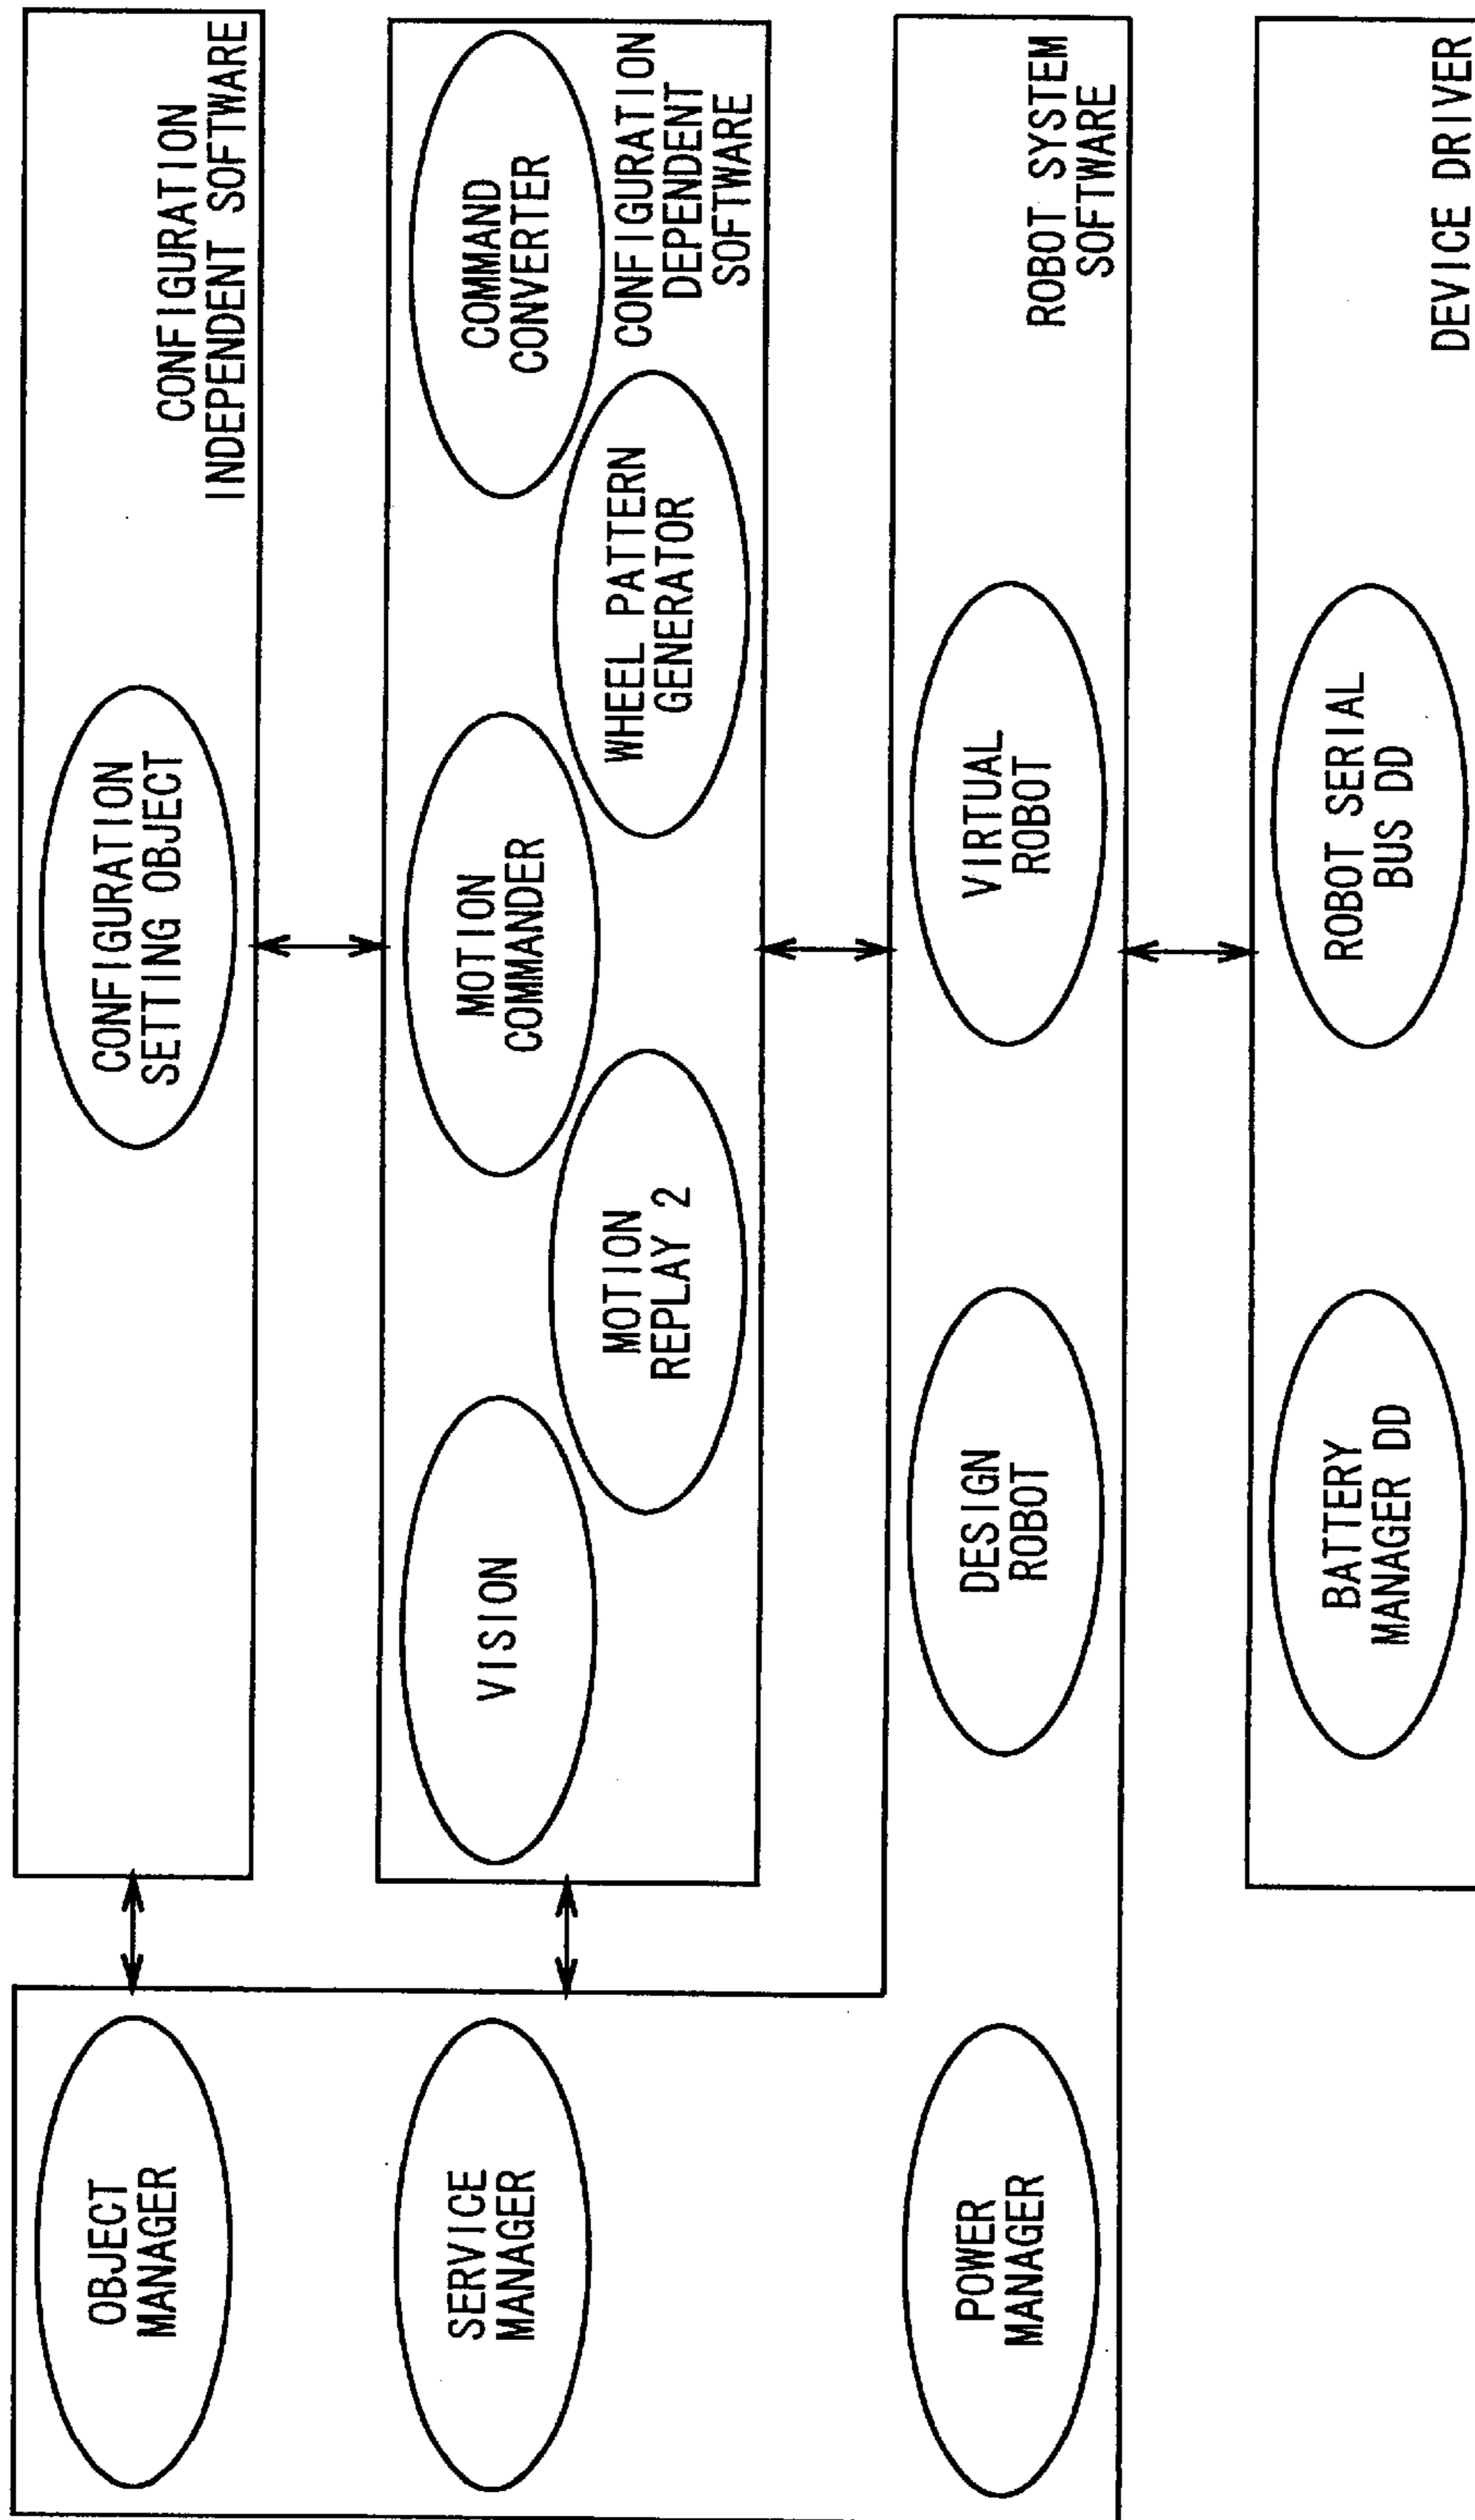 OBJECT
MANAGER
CONFIGURATION
SETTING OBJECT
CONFIGURATION
INDEPENDENT SOFTWARE
SERVICE
MANAGER
VISION
MOTION
REPLAY 2
MOTION
COMMANDER
WHEEL PATTERN
GENERATOR
COMMAND
CONVERTER
CONFIGURATION
DEPENDENT
SOFTWARE
POWER
MANAGER
DESIGN
ROBOT
VIRTUAL
ROBOT
ROBOT SYSTEM
SOFTWARE
BATTERY
MANAGER DD
ROBOT SERIAL
BUS DD
DEVICE DRIVER